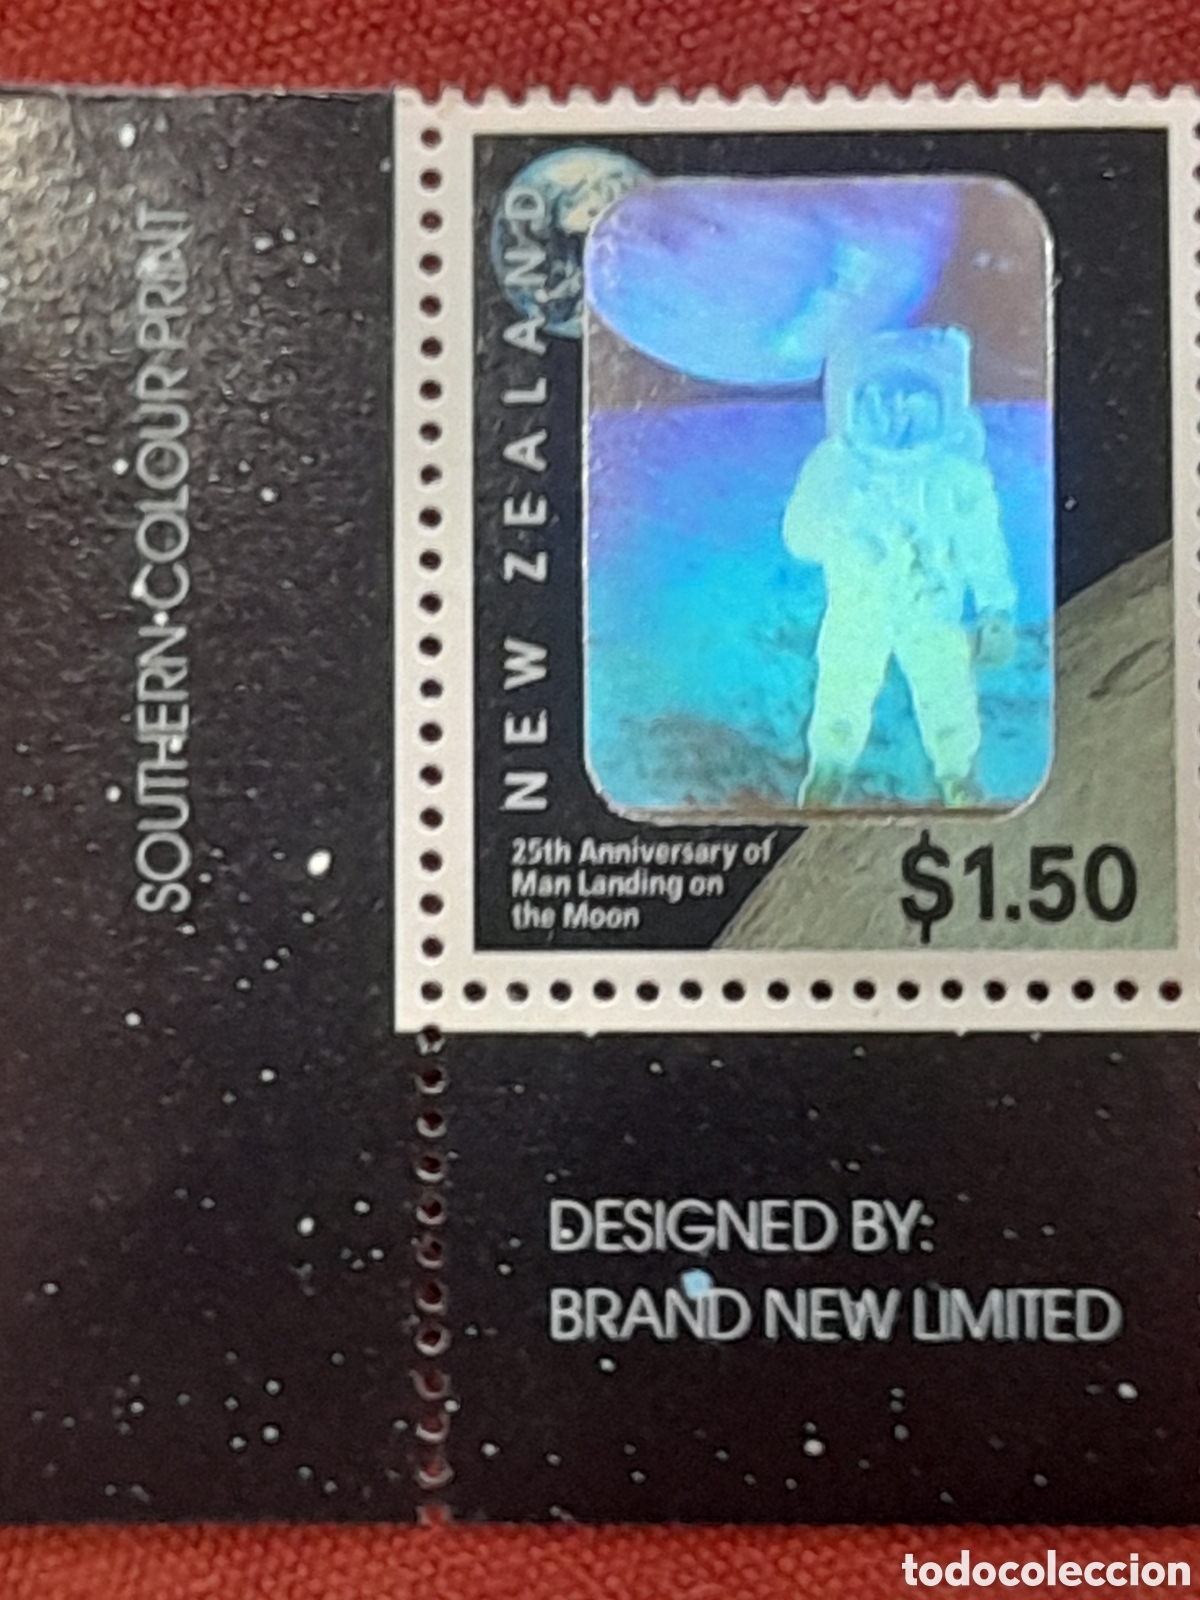 SOUTHERN COLOUR PRINT
NEW ZEALAND
25th Anniversary of
Man Landing on
the Moon
$1.50
DESIGNED BY:
BRAND NEW LIMITED
todocoleccion